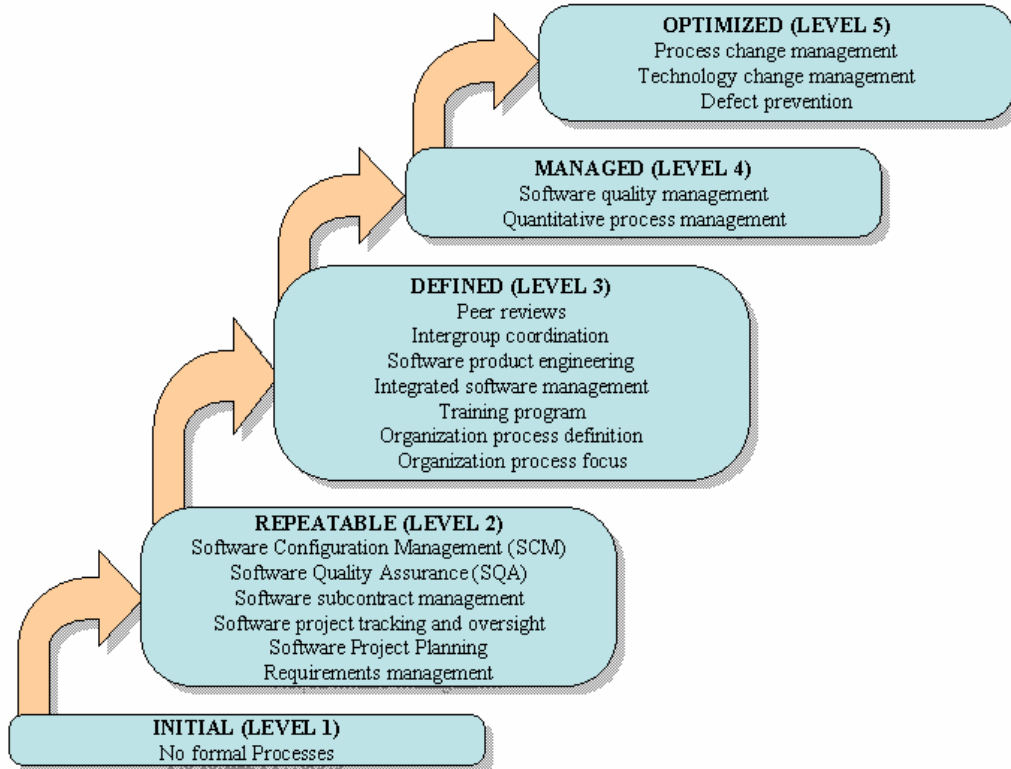 OPTIMIZED (LEVEL 5)
Process change management
Technology change management
Defect prevention
MANAGED (LEVEL 4)
Software quality management
Quantitative process management
DEFINED (LEVEL 3)
Peer reviews
Intergroup coordination
Software product engineering
Integrated software management
Training program
Organization process definition
Organization process focus
REPEATABLE (LEVEL 2)
Software Configuration Management (SCM)
Software Quality Assurance (SQA)
Software subcontract management
Software project tracking and oversight
Software Project Planning
Requirements management
INITIAL (LEVEL 1)
No formal Processes